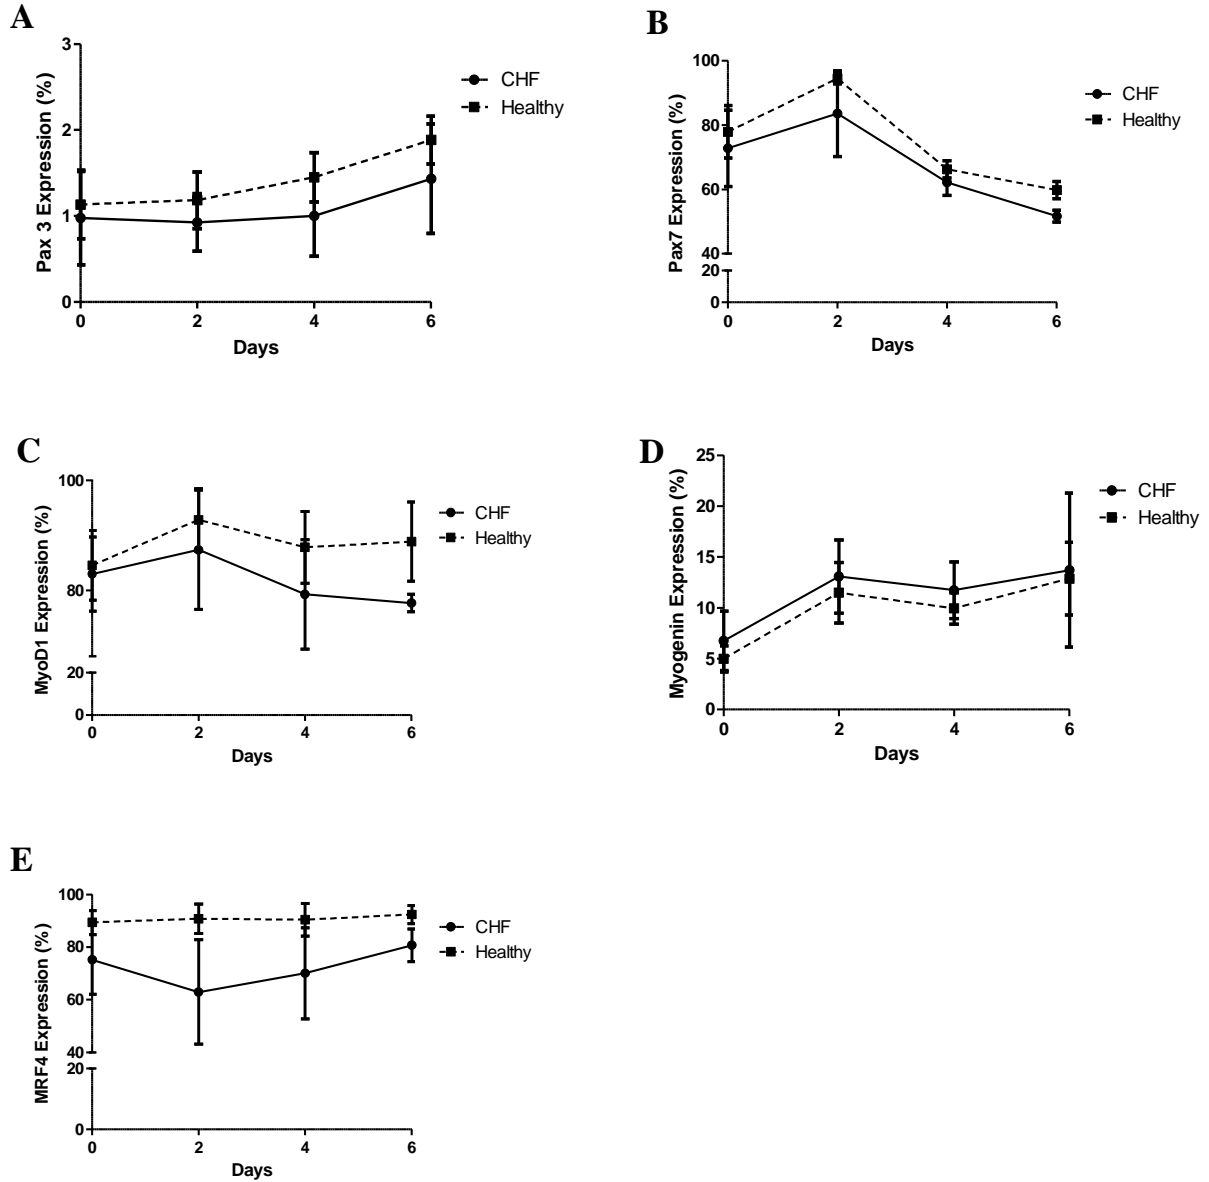 A
Pax 3 Expression (%)
3
2
1
0
0 2 4 6
Days
CHF
Healthy
B
Pax7 Expression (%)
100
80
60
40
20
0
0 2 4 6
Days
CHF
Healthy
C
MyoD1 Expression (%)
100
80
20
0
0 2 4 6
Days
CHF
Healthy
D
Myogenin Expression (%)
25
20
15
10
5
0
0 2 4 6
Days
CHF
Healthy
E
MRF4 Expression (%)
100
80
60
40
20
0
0 2 4 6
Days
CHF
Healthy